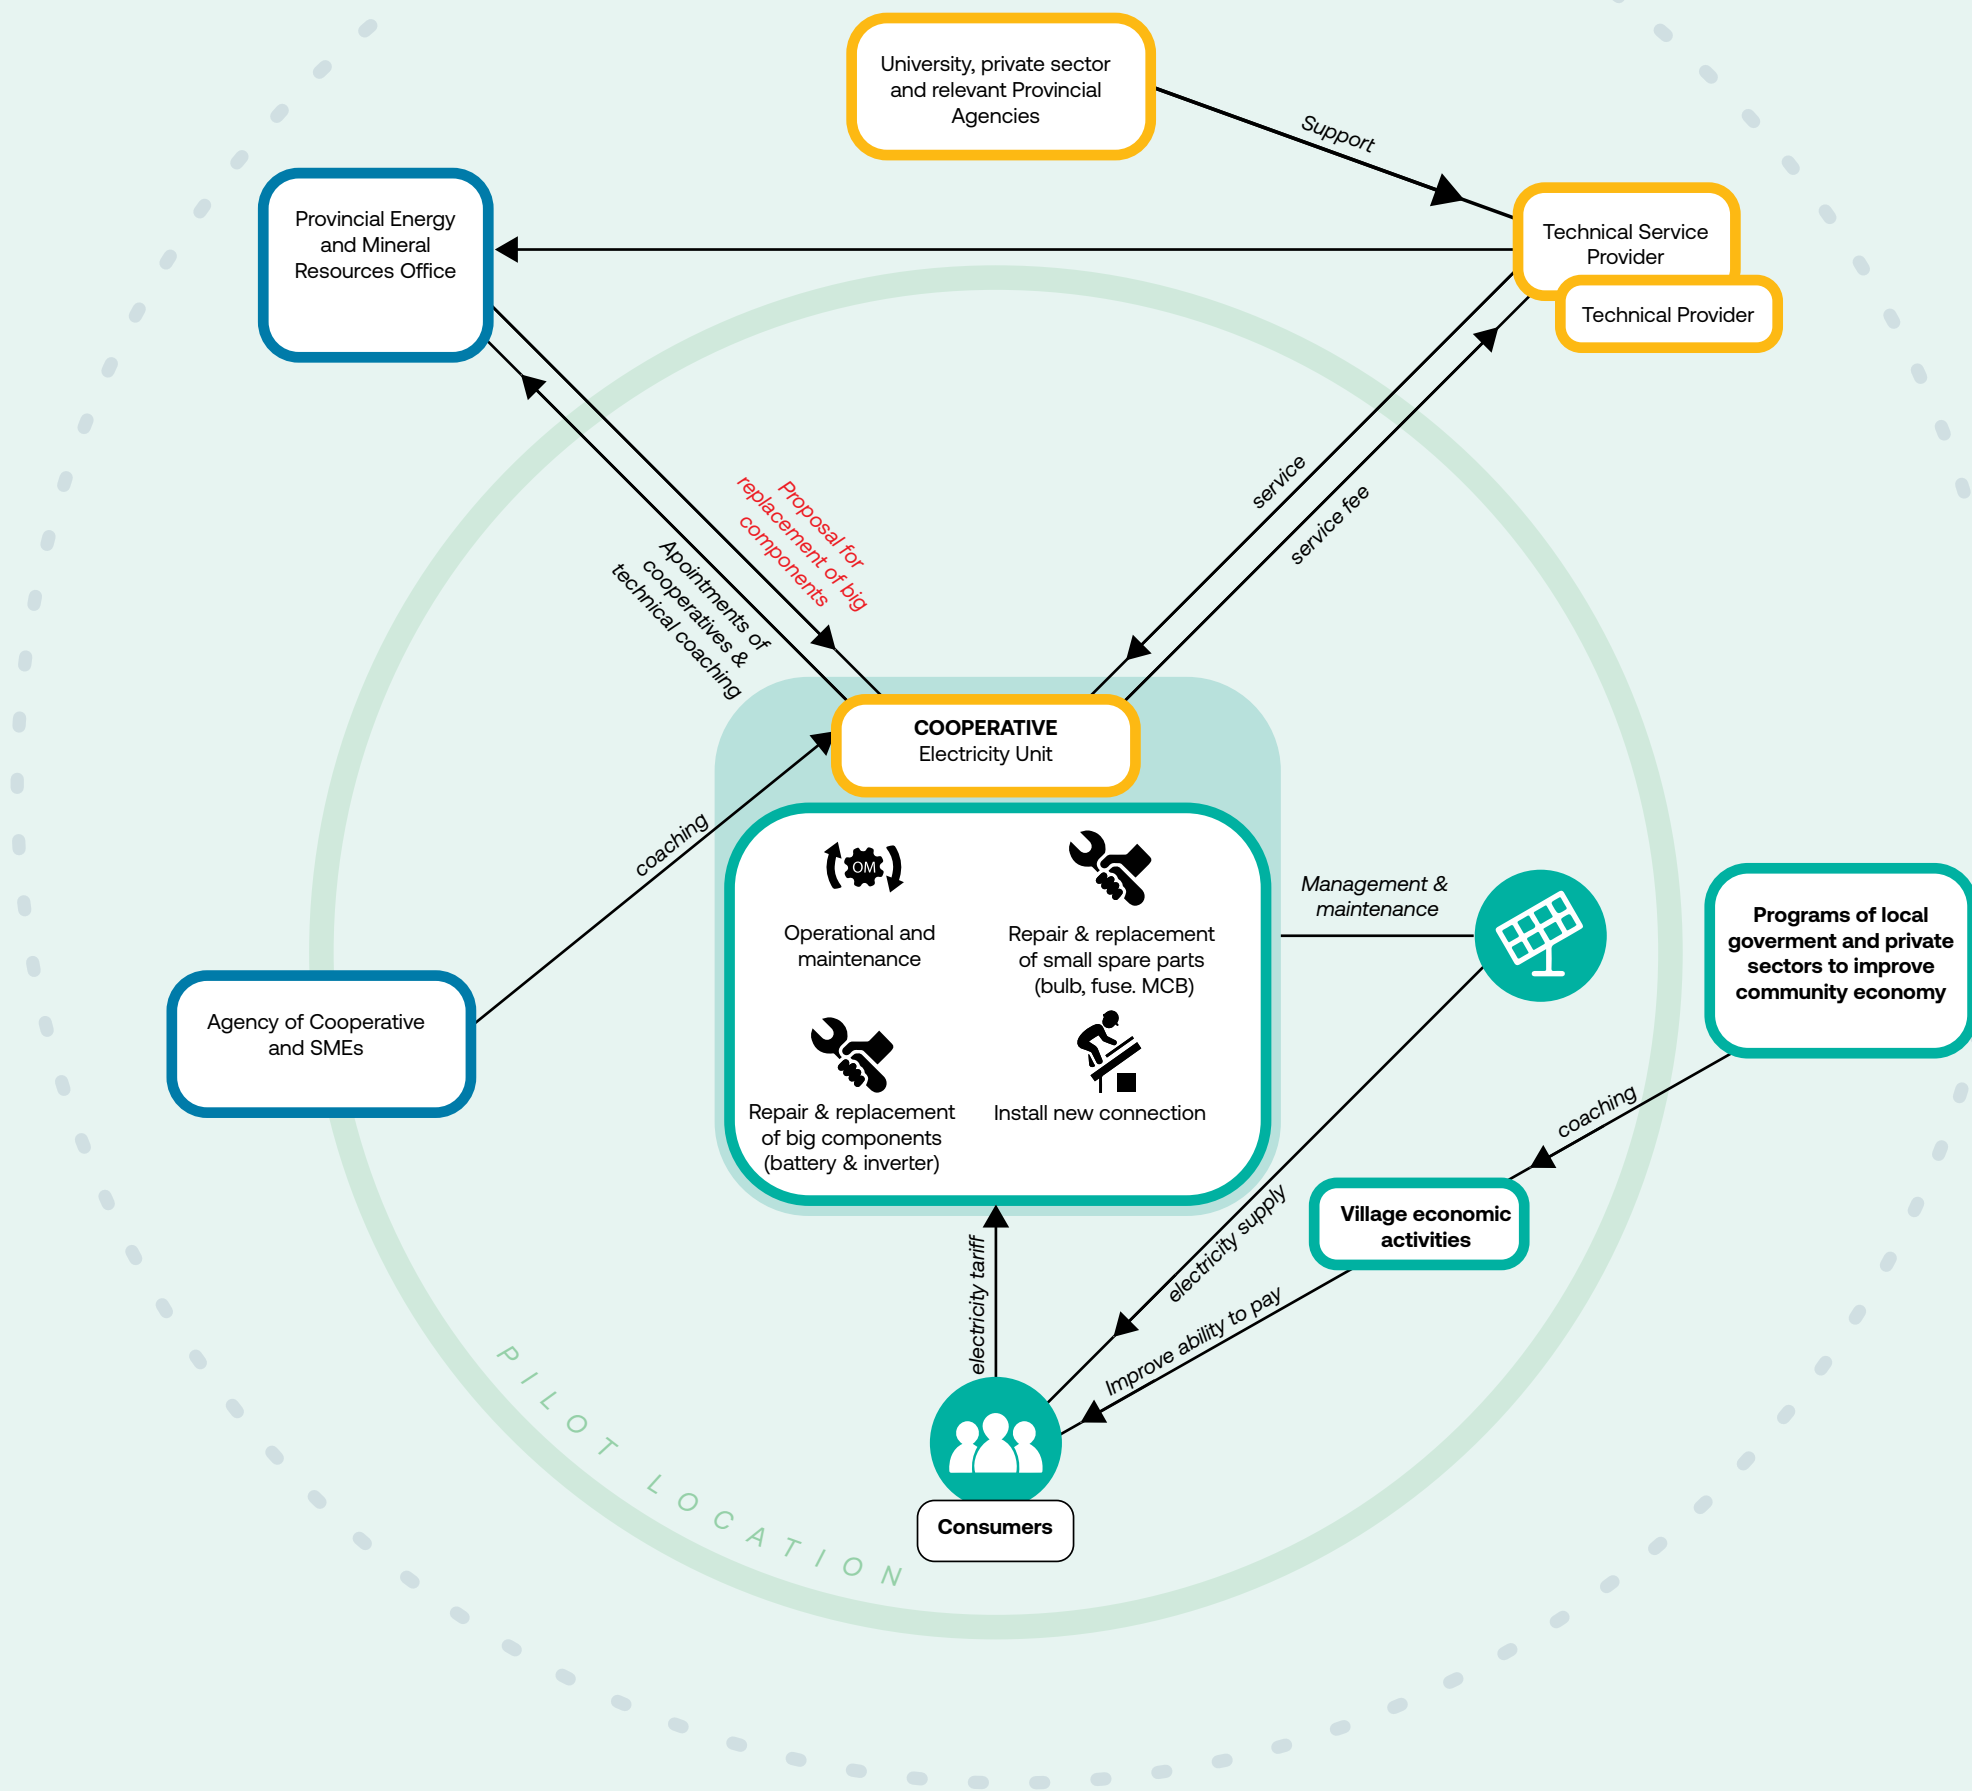 University, private sector
and relevant Provincial
Agencies
Support
Provincial Energy
and Mineral
Resources Office
Technical Service
Provider
Technical Provider
service
service fee
Proposal for
replacement of big
components
Apointments of
cooperatives &
technical coaching
COOPERATIVE
Electricity Unit
coaching
OM
Operational and
maintenance
Repair & replacement
of small spare parts
(bulb, fuse. MCB)
Management &
maintenance
Programs of local
goverment and private
sectors to improve
community economy
Agency of Cooperative
and SMEs
Repair & replacement
of big components
(battery & inverter)
Install new connection
coaching
Village economic
activities
electricity supply
electricity tariff
Improve ability to pay
PILOT LOCATION
Consumers